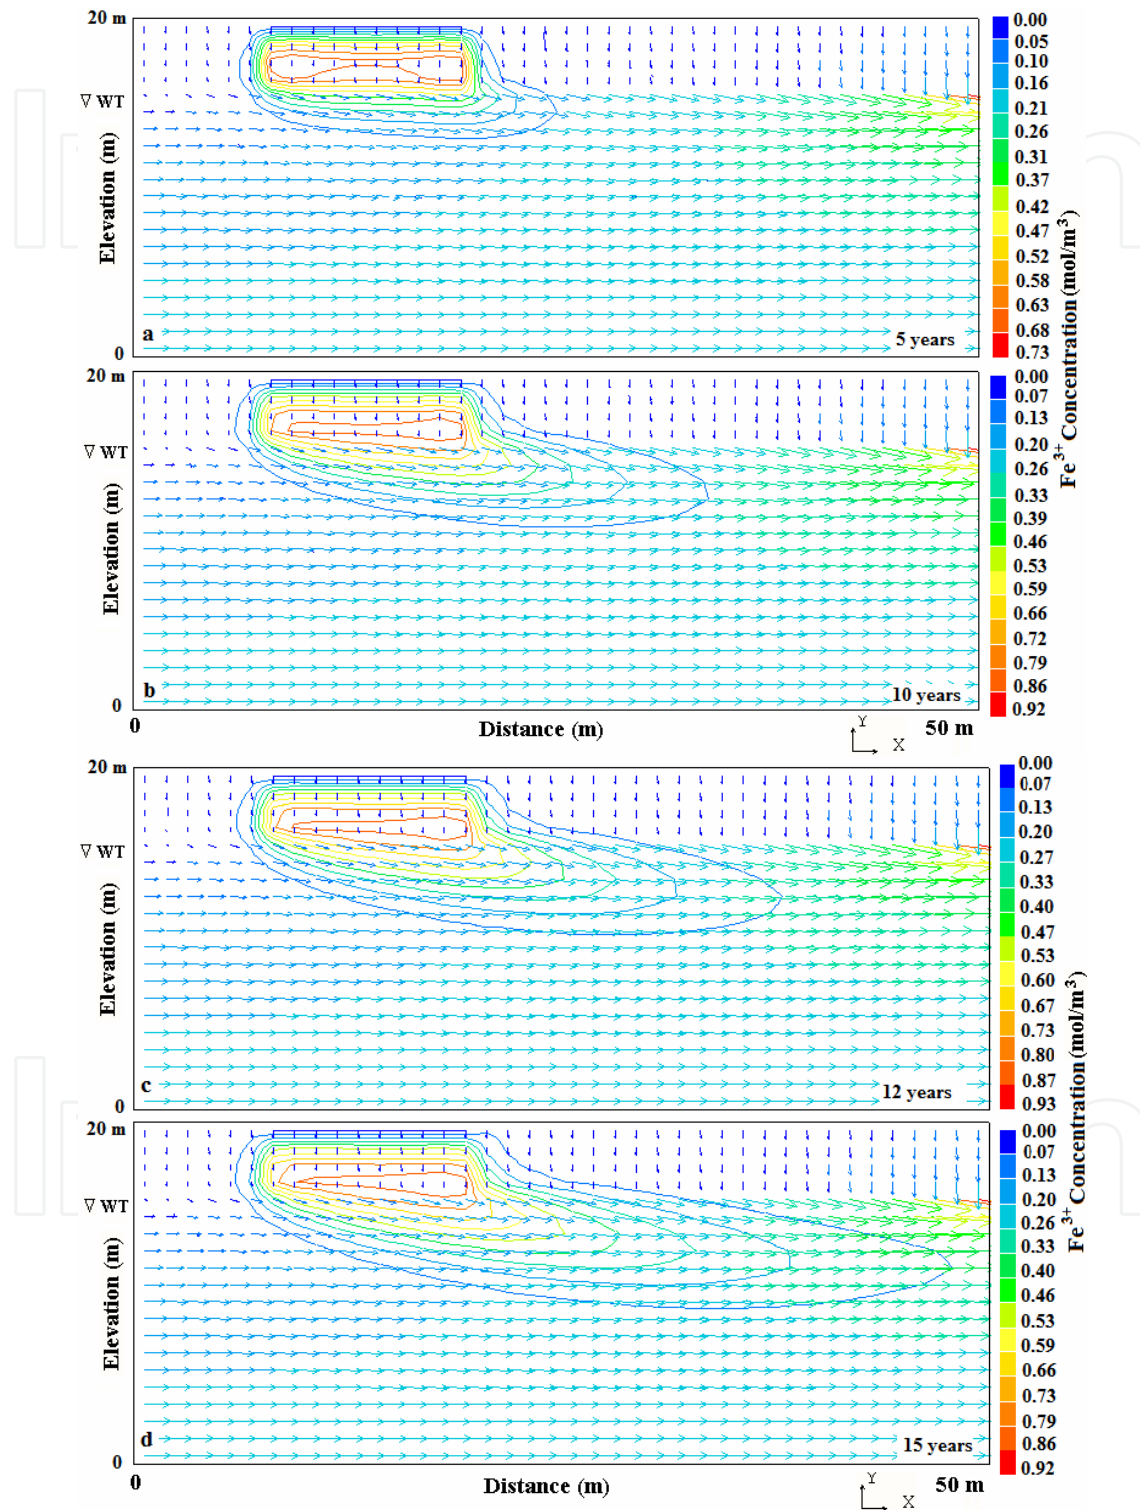 20 m
▽ WT
Elevation (m)
0
a
5 years
0.00
0.05
0.10
0.16
0.21
0.26
0.31
0.37
0.42
0.47
0.52
0.58
0.63
0.68
0.73
20 m
▽ WT
Elevation (m)
0
b
10 years
0.00
0.07
0.13
0.20
0.26
0.33
0.39
0.46
0.53
0.59
0.66
0.72
0.79
0.86
0.92
Fe³⁺ Concentration (mol/m³)
0
Distance (m)
50 m
Y
X
20 m
▽ WT
Elevation (m)
0
c
12 years
0.00
0.07
0.13
0.20
0.27
0.33
0.40
0.47
0.53
0.60
0.67
0.73
0.80
0.87
0.93
20 m
▽ WT
Elevation (m)
0
d
15 years
0.00
0.07
0.13
0.20
0.26
0.33
0.40
0.46
0.53
0.59
0.66
0.73
0.79
0.86
0.92
Fe³⁺ Concentration (mol/m³)
0
Distance (m)
50 m
Y
X